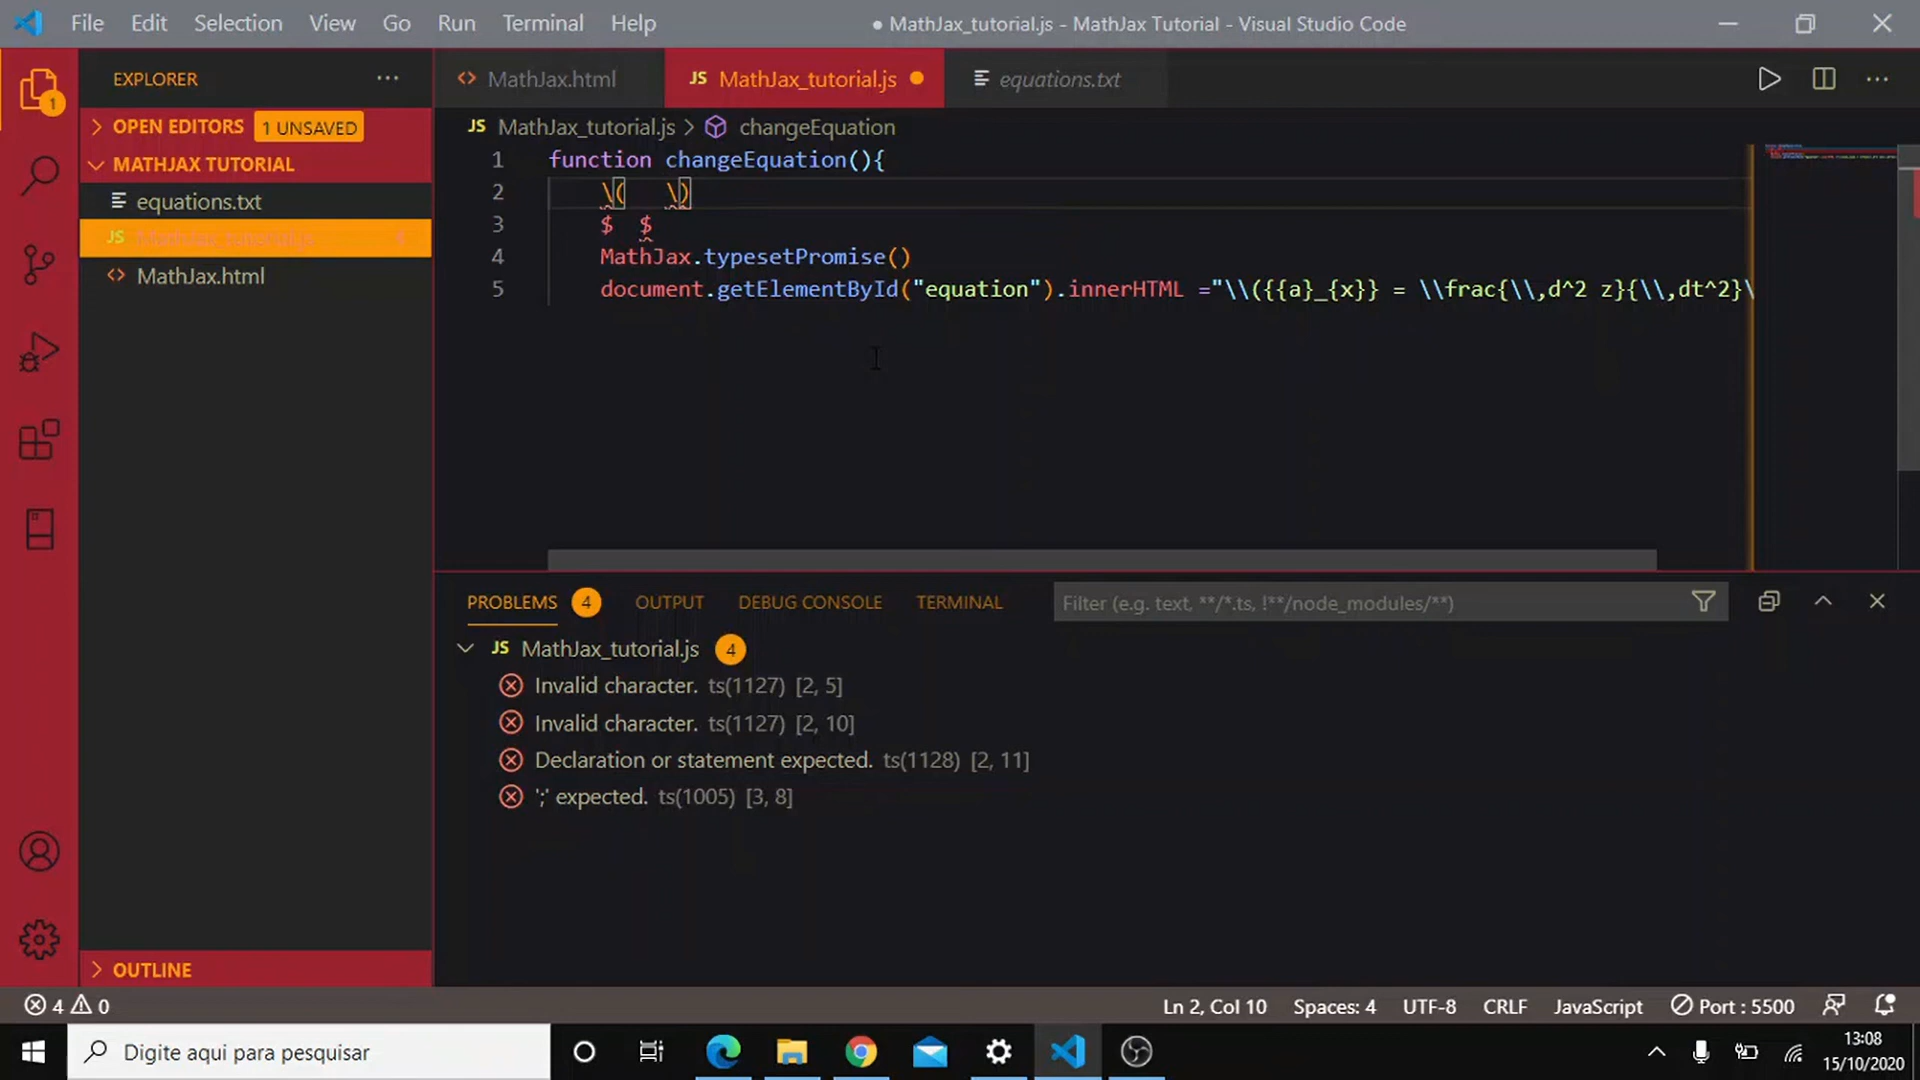 File Edit Selection View Go Run Terminal Help ● MathJax_tutorial.js - MathJax Tutorial - Visual Studio Code
EXPLORER ···
MathJax.html JS MathJax_tutorial.js equations.txt ···
1
OPEN EDITORS 1 UNSAVED
MATHJAX TUTORIAL
equations.txt
JS MathJax_tutorial.js 4
MathJax.html
OUTLINE
JS MathJax_tutorial.js > changeEquation
1 function changeEquation(){
2 \( \)
3 $ $
4 MathJax.typesetPromise()
5 document.getElementById("equation").innerHTML ="\\({{a}_{x}} = \\frac{\\,d^2 z}{\\,dt^2}\
PROBLEMS 4 OUTPUT DEBUG CONSOLE TERMINAL Filter (e.g. text, **/*.ts, !**/node_modules/**)
JS MathJax_tutorial.js 4
Invalid character. ts(1127) [2, 5]
Invalid character. ts(1127) [2, 10]
Declaration or statement expected. ts(1128) [2, 11]
';' expected. ts(1005) [3, 8]
4 0 Ln 2, Col 10 Spaces: 4 UTF-8 CRLF JavaScript Port : 5500
Digite aqui para pesquisar
13:08
15/10/2020